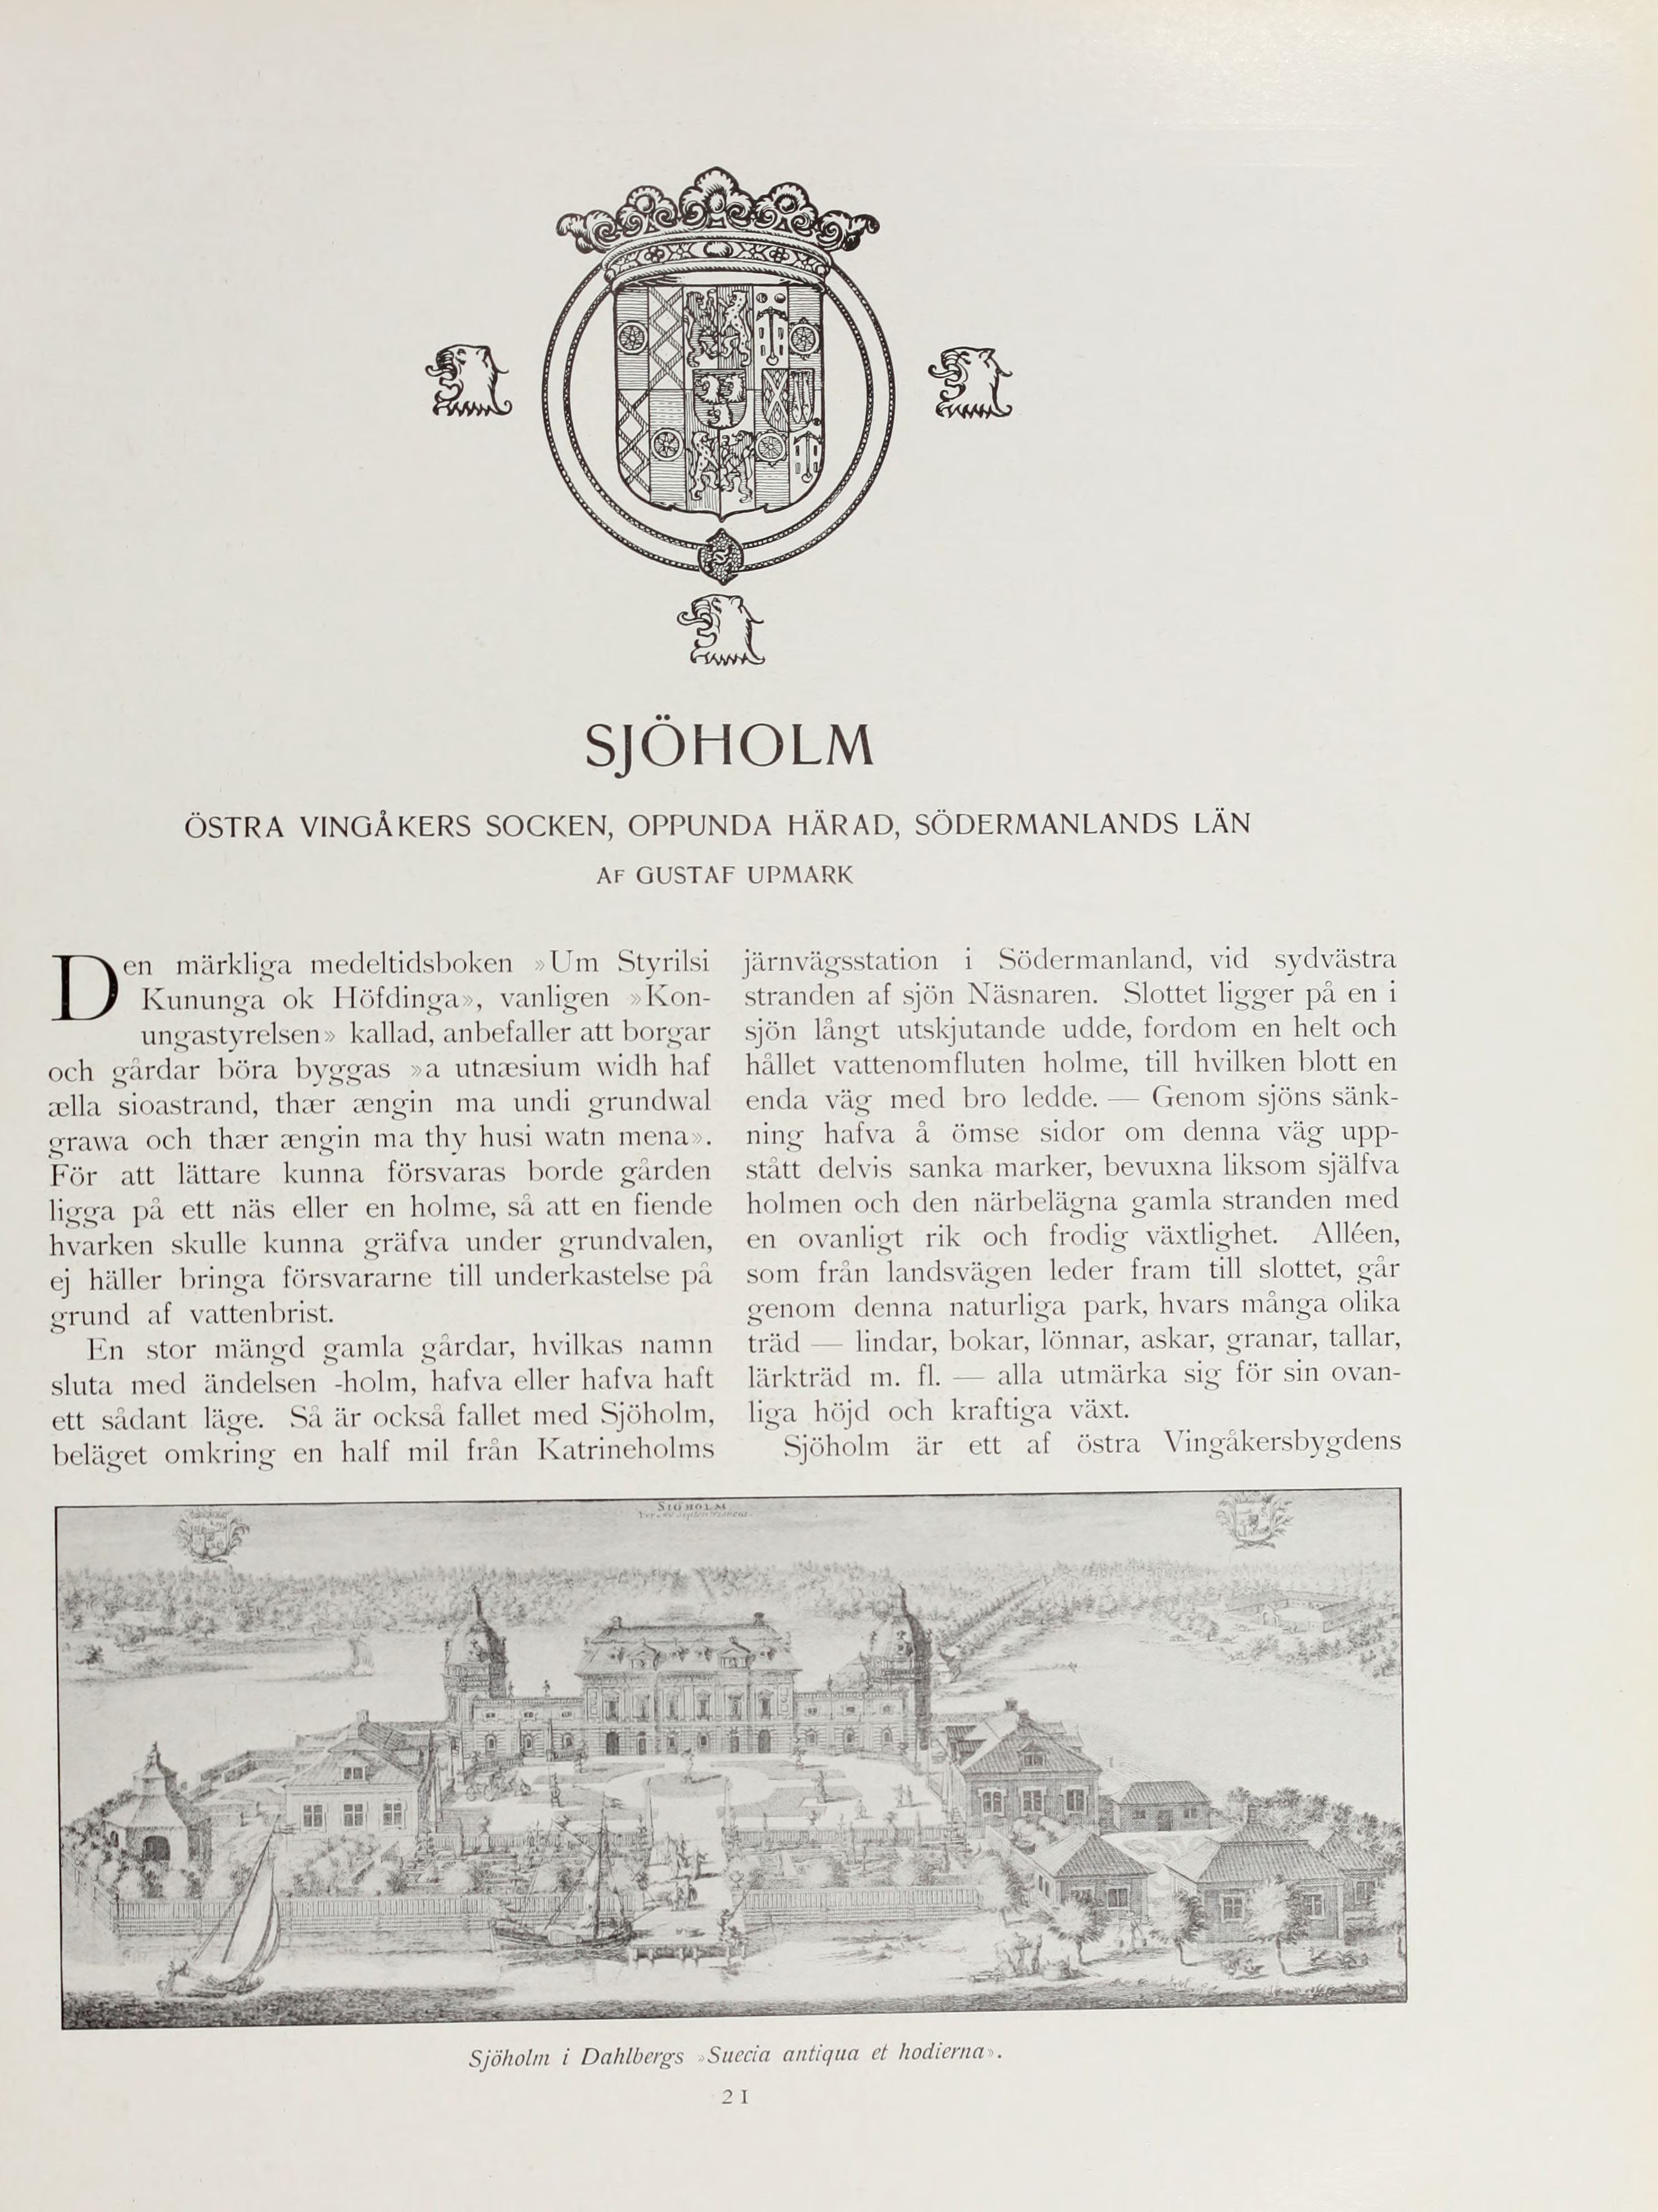 SJÖHOLM
ÖSTRA VINGÅKERS SOCKEN, OPPUNDA HÄRAD, SÖDERMANLANDS LÄN
AF GUSTAF UPMARK
Den märkliga medeltidsboken »Um Styrilsi
Kununga ok Höfdinga», vanligen »Kon-
ungastyrelsen» kallad, anbefaller att borgar
och gårdar böra byggas »a utnæsium widh haf
ælla sioastrand, thær ængin ma undi grundwal
grawa och thær ængin ma thy husi watn mena».
För att lättare kunna försvaras borde gården
ligga på ett näs eller en holme, så att en fiende
hvarken skulle kunna gräfva under grundvalen,
ej häller bringa försvararne till underkastelse på
grund af vattenbrist.
En stor mängd gamla gårdar, hvilkas namn
sluta med ändelsen -holm, hafva eller hafva haft
ett sådant läge. Så är också fallet med Sjöholm,
beläget omkring en half mil från Katrineholms
järnvägsstation i Södermanland, vid sydvästra
stranden af sjön Näsnaren. Slottet ligger på en i
sjön långt utskjutande udde, fordom en helt och
hållet vattenomfluten holme, till hvilken blott en
enda väg med bro ledde. — Genom sjöns sänk-
ning hafva å ömse sidor om denna väg upp-
stått delvis sanka marker, bevuxna liksom själfva
holmen och den närbelägna gamla stranden med
en ovanligt rik och frodig växtlighet. Alléen,
som från landsvägen leder fram till slottet, går
genom denna naturliga park, hvars många olika
träd — lindar, bokar, lönnar, askar, granar, tallar,
lärkträd m. fl. — alla utmärka sig för sin ovan-
liga höjd och kraftiga växt.
Sjöholm är ett af östra Vingåkersbygdens
SIÖHOLM
Sjöholm i Dahlbergs »Suecia antiqua et hodierna».
21